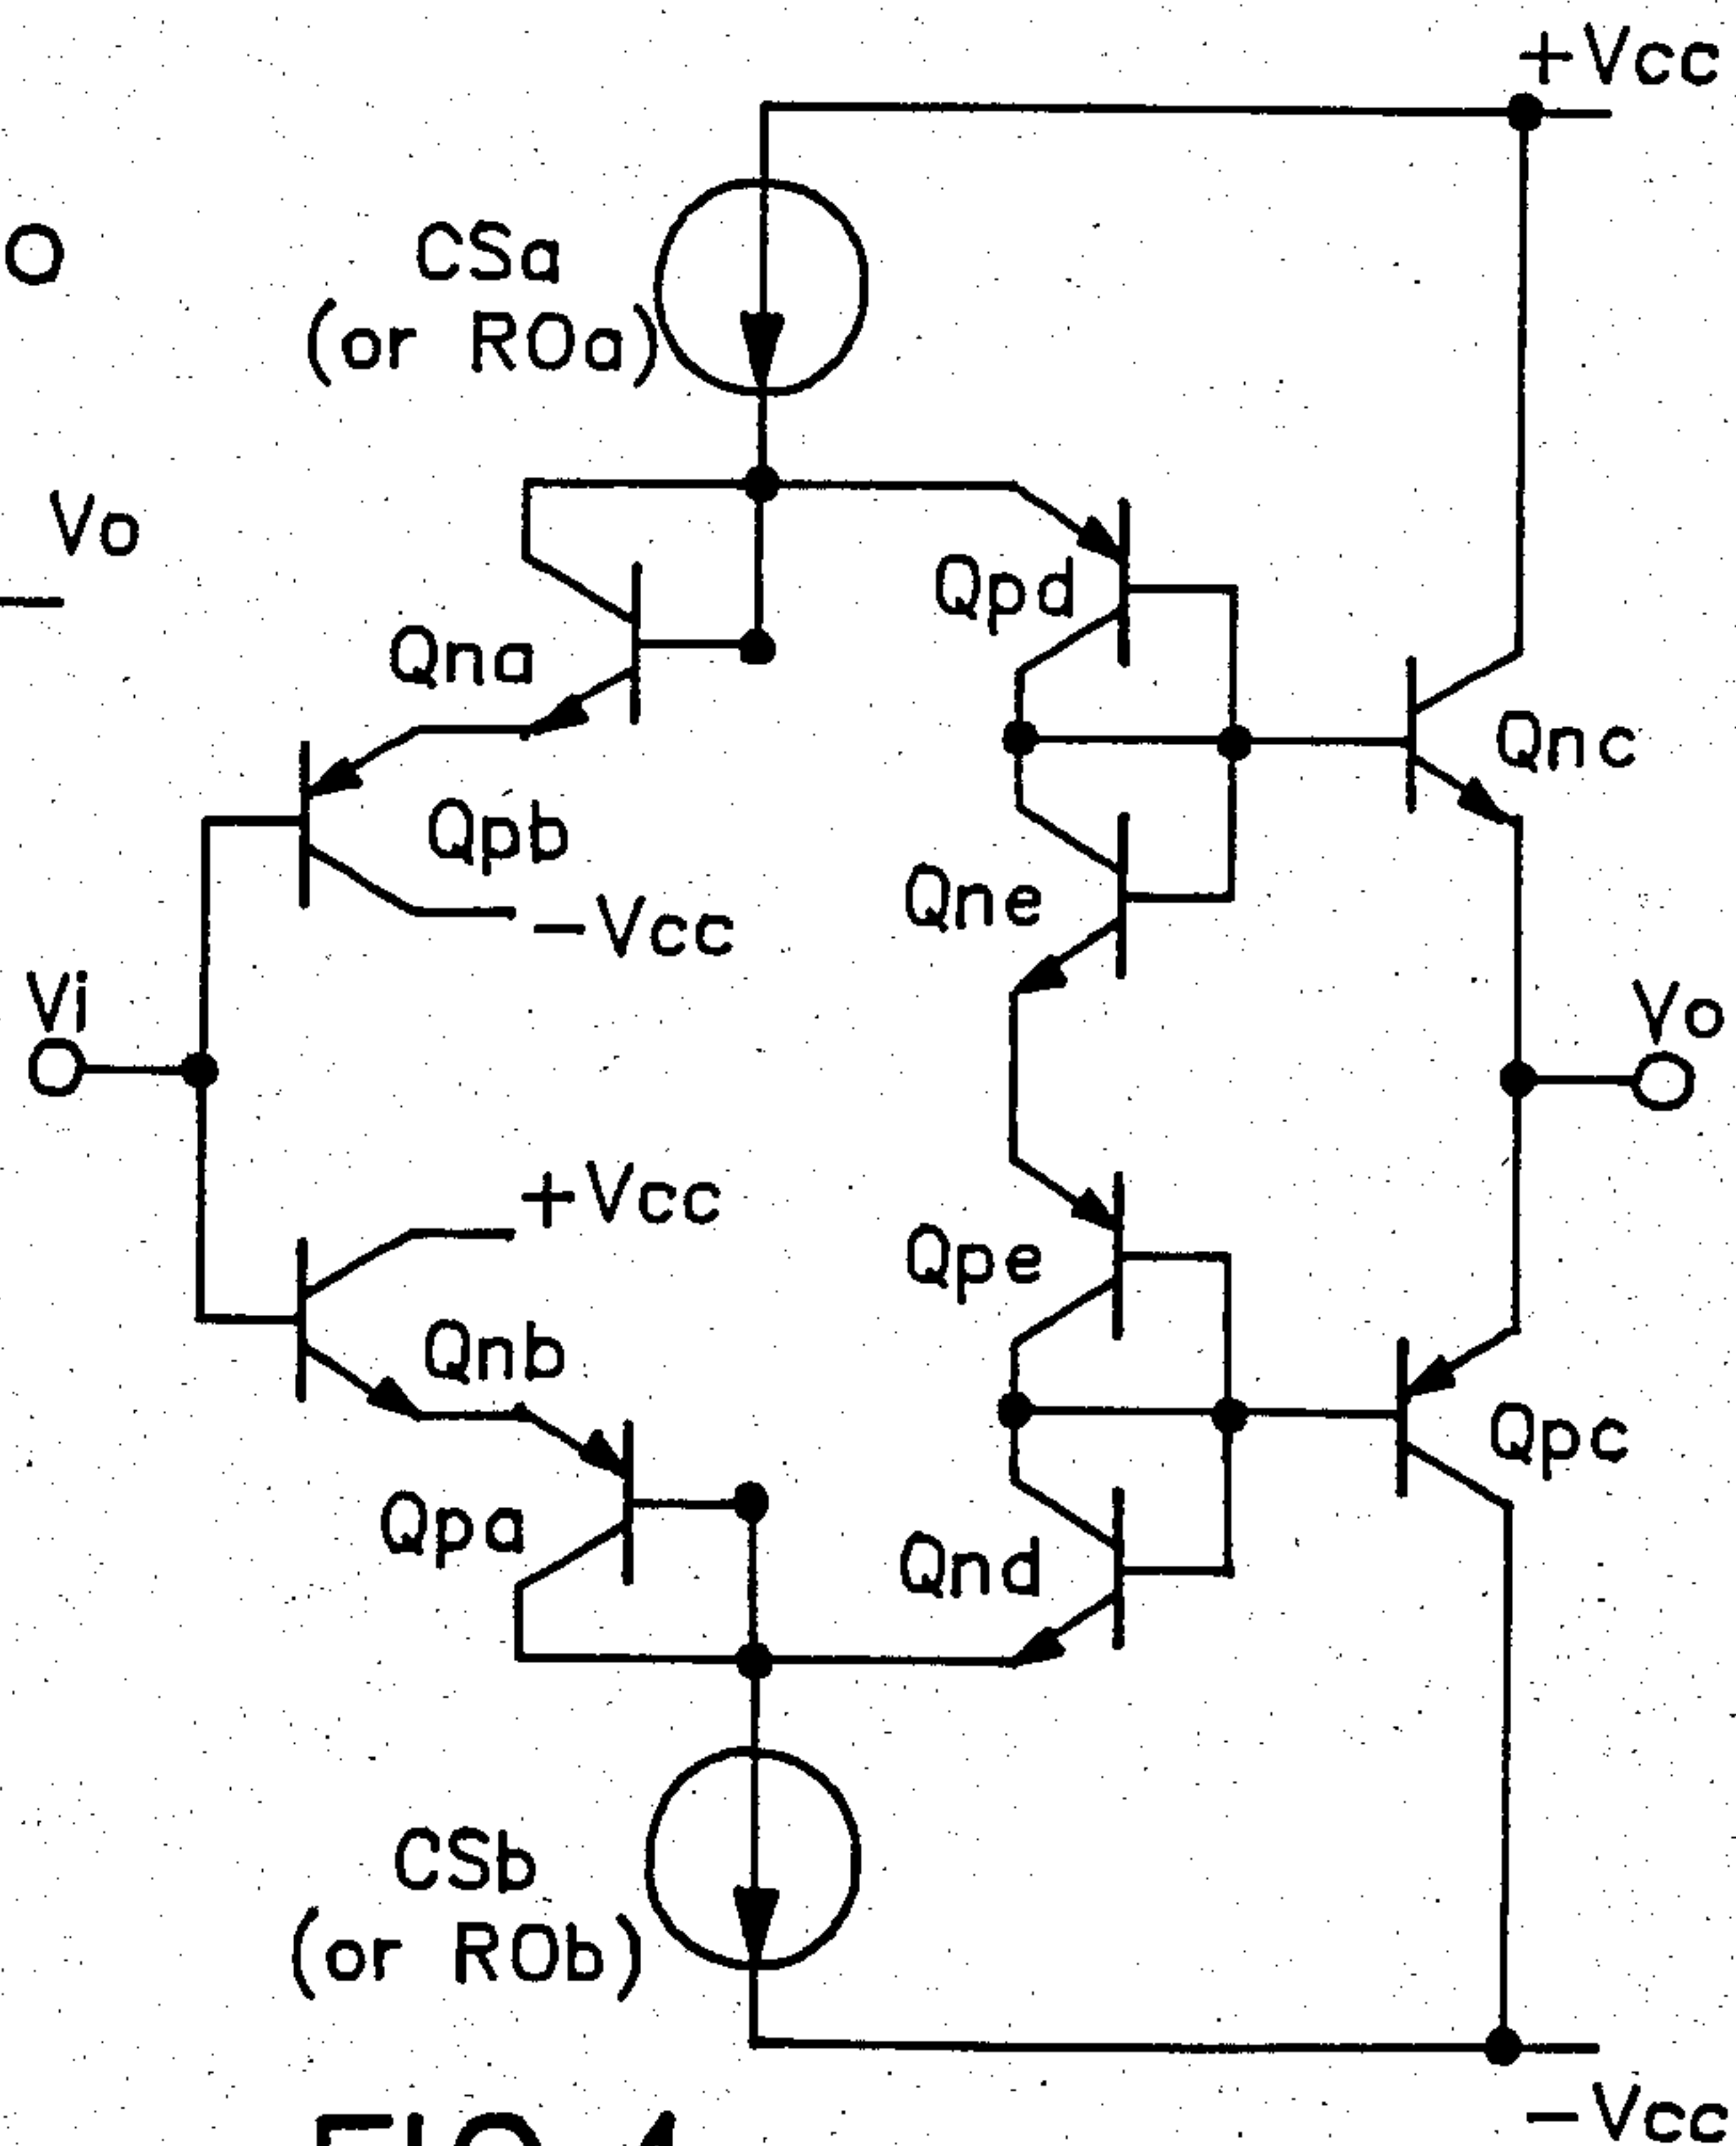 +Vcc
CSa
(or ROa)
Vo
Qpd
Qna
Qnc
Qpb
Qne
-Vcc
Vi
Vo
+Vcc
Qpe
Qnb
Qpc
Qpa
Qnd
CSb
(or ROb)
-Vcc